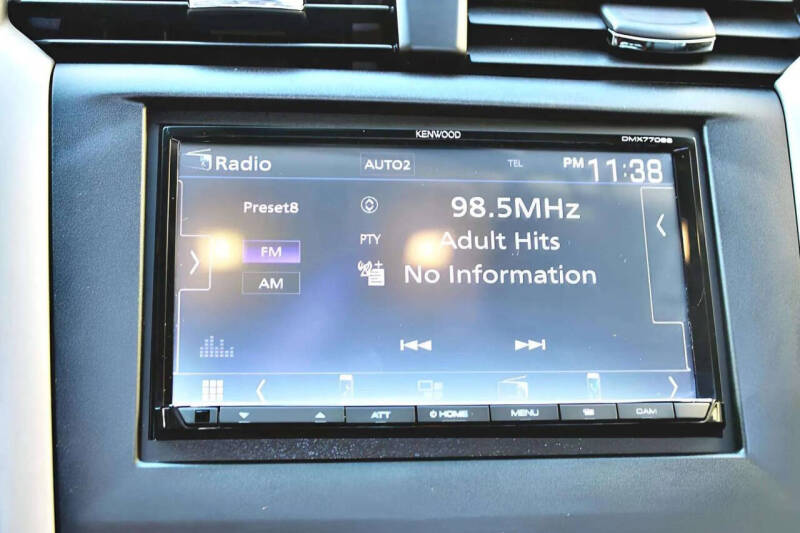 KENWOOD
DMX7706S
Radio
AUTO2
TEL
PM 11:38
Preset8
98.5MHz
PTY
Adult Hits
FM
No Information
AM
ATT
HOME
MENU
CAM